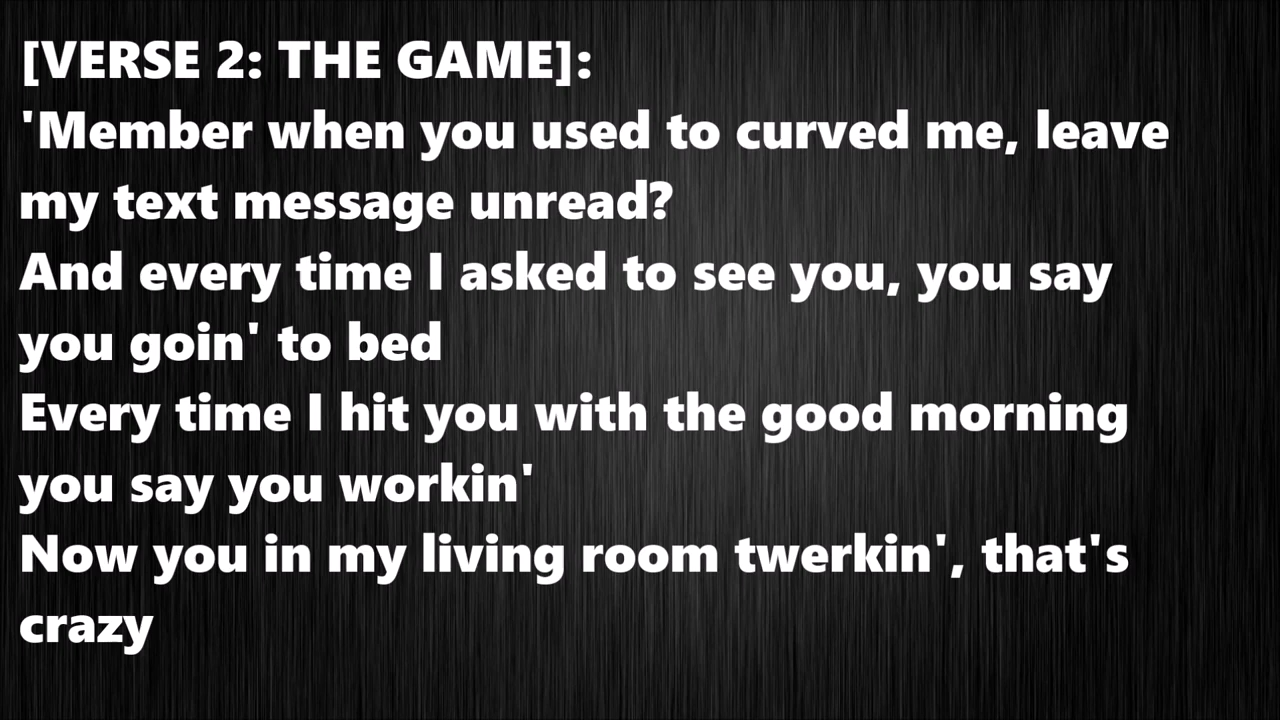 [VERSE 2: THE GAME]:
'Member when you used to curved me, leave
my text message unread?
And every time I asked to see you, you say
you goin' to bed
Every time I hit you with the good morning
you say you workin'
Now you in my living room twerkin', that's
crazy